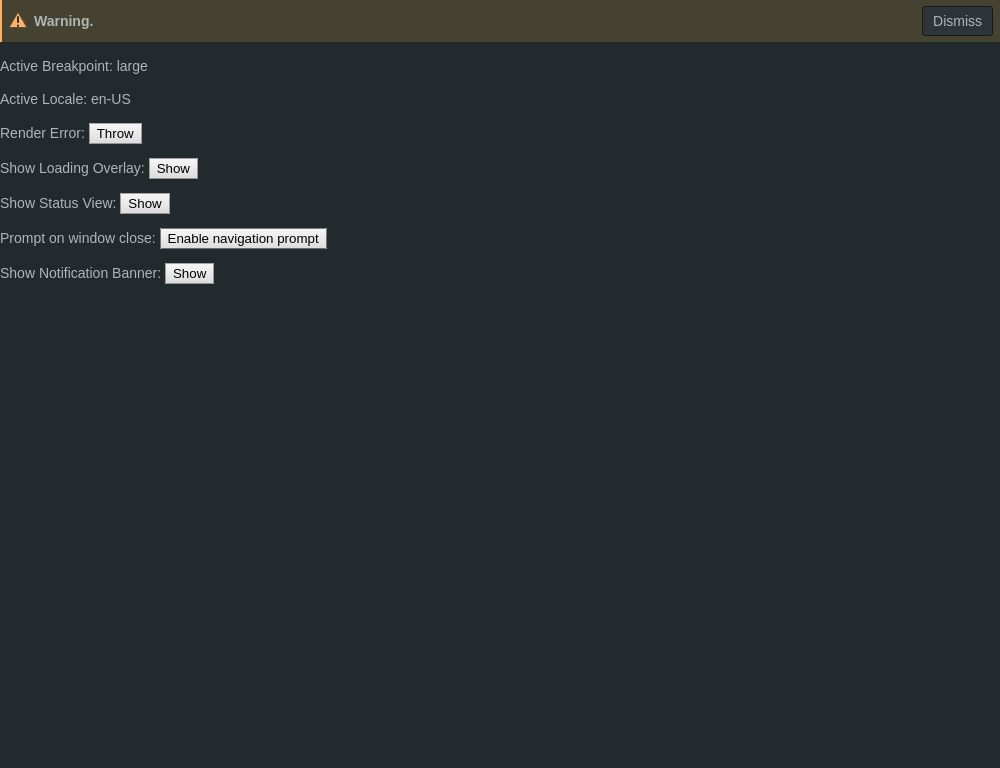 Warning. Dismiss
Active Breakpoint: large
Active Locale: en-US
Render Error: Throw
Show Loading Overlay: Show
Show Status View: Show
Prompt on window close: Enable navigation prompt
Show Notification Banner: Show